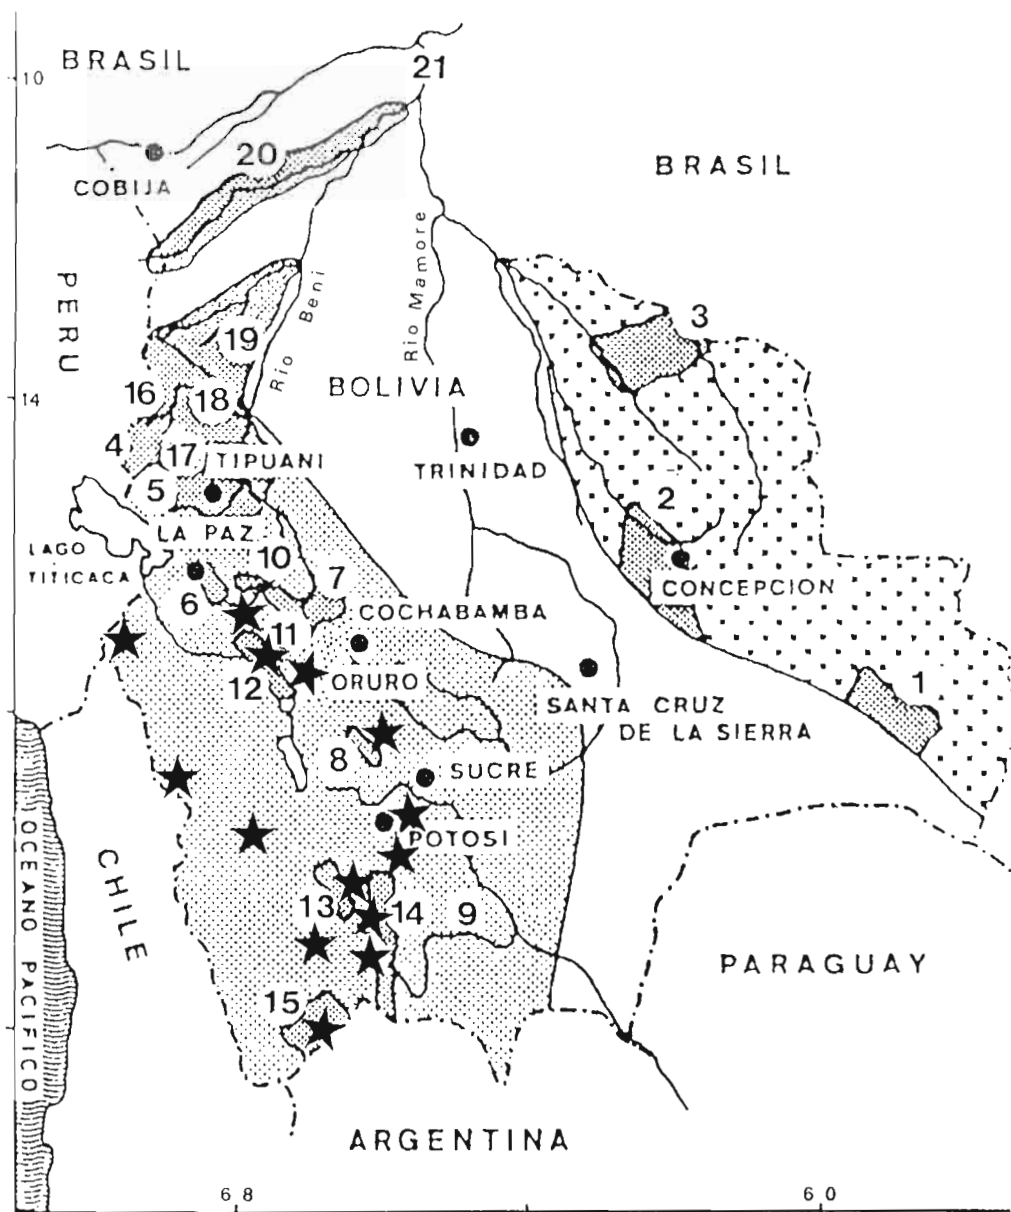 BRASIL
21
10
20
COBIJA
BRASIL
PERU
Rio Beni
Rio Mamore
3
19
BOLIVIA
16
18
14
4
17
TIPUANI
TRINIDAD
5
2
LA PAZ
LAGO
TITICACA
10
7
CONCEPCION
6
COCHABAMBA
11
12
ORURO
1
SANTA CRUZ
DE LA SIERRA
8
SUCRE
POTOSI
OCEANO PACIFICO
CHILE
13
14
9
PARAGUAY
15
ARGENTINA
68
60